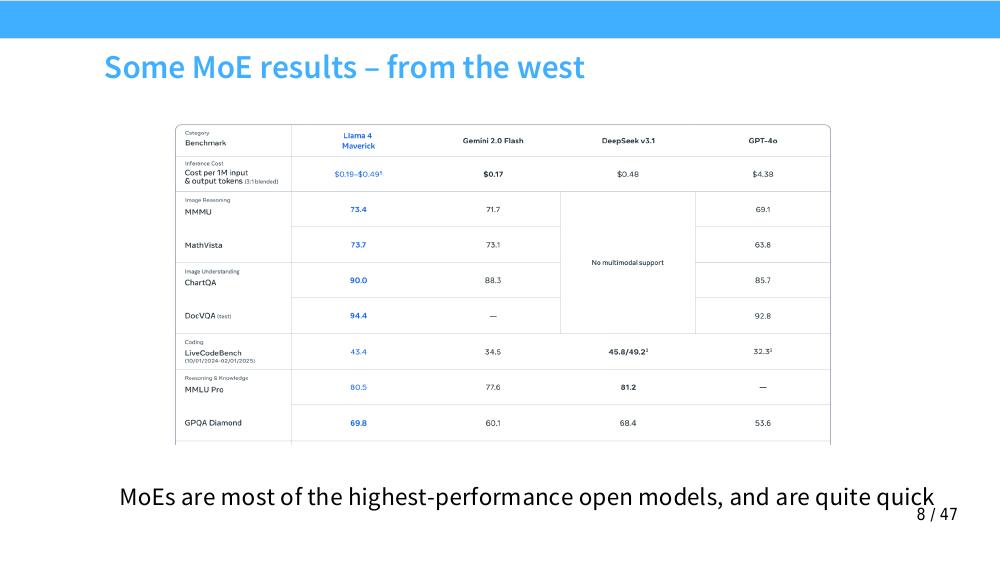 Some MoE results – from the west
Category
Benchmark
Llama 4
Maverick
Gemini 2.0 Flash
DeepSeek v3.1
GPT-4o
Inference Cost
Cost per 1M input
& output tokens (3:1 blended)
$0.19–$0.49⁵
$0.17
$0.48
$4.38
Image Reasoning
MMMU
73.4
71.7
No multimodal support
69.1
MathVista
73.7
73.1
63.8
Image Understanding
ChartQA
90.0
88.3
85.7
DocVQA (test)
94.4
—
92.8
Coding
LiveCodeBench
(10/01/2024-02/01/2025)
43.4
34.5
45.8/49.2³
32.3³
Reasoning & Knowledge
MMLU Pro
80.5
77.6
81.2
—
GPQA Diamond
69.8
60.1
68.4
53.6
MoEs are most of the highest-performance open models, and are quite quick
8 / 47